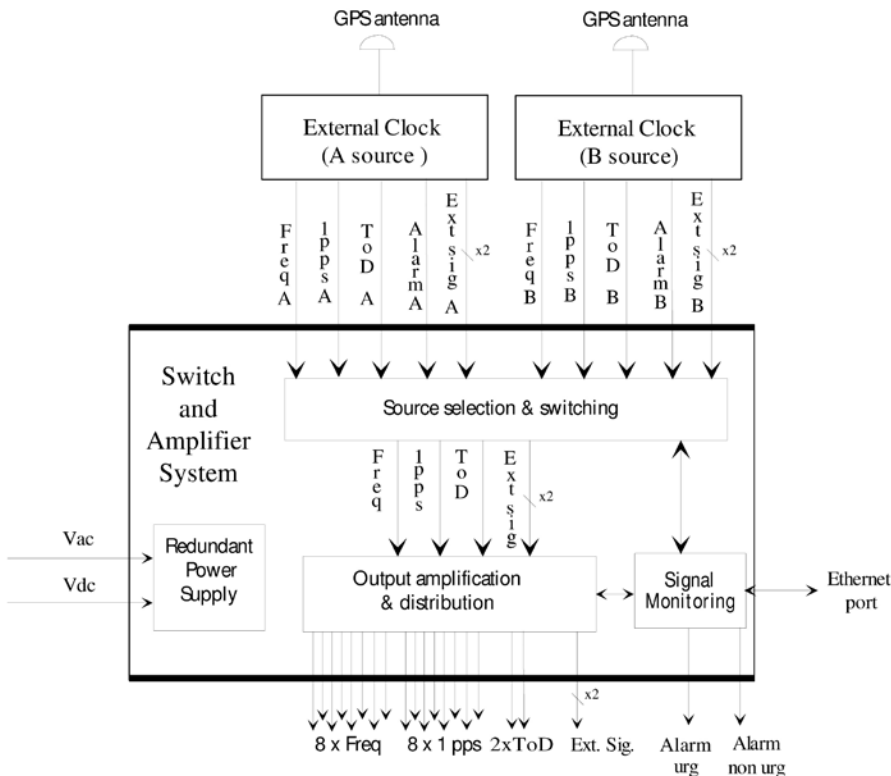 GPS antenna
GPS antenna
External Clock
(A source )
External Clock
(B source)
Freq A
1pps A
ToD A
Alarm A
Ext sig A
x2
Freq B
1pps B
ToD B
Alarm B
Ext sig B
x2
Switch
and
Amplifier
System
Source selection & switching
Freq
1pps
ToD
Ext sig
x2
Vac
Vdc
Redundant
Power
Supply
Output amplification
& distribution
Signal
Monitoring
Ethernet
port
x2
8 x Freq
8 x 1 pps
2xToD
Ext. Sig.
Alarm
urg
Alarm
non urg